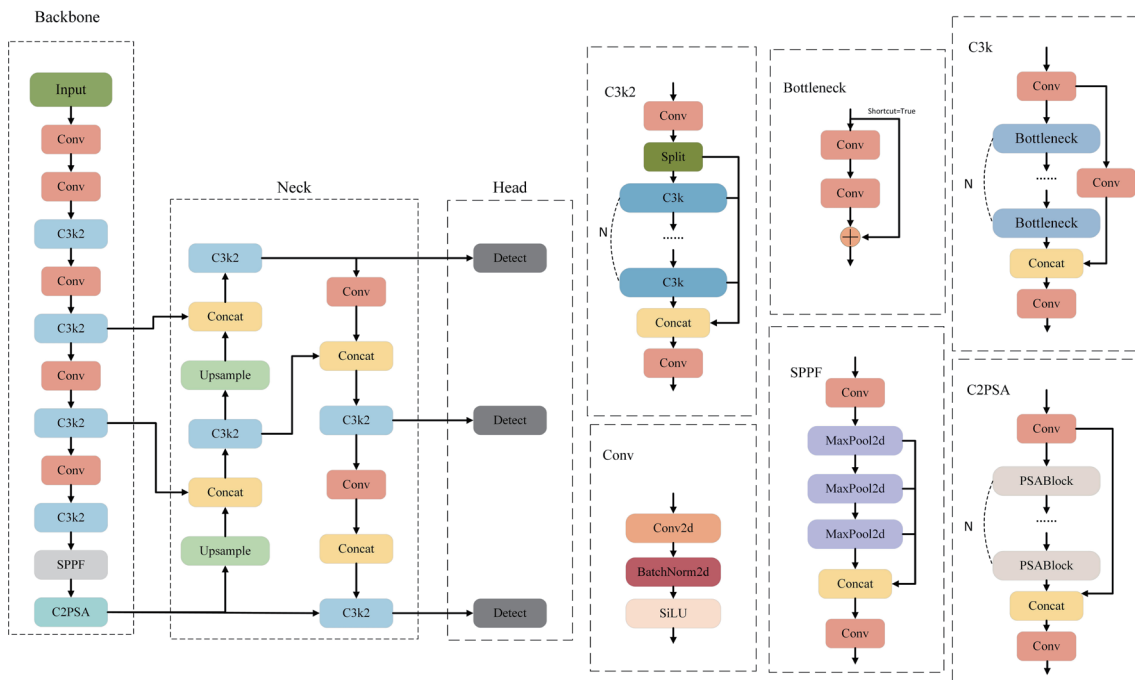 Backbone
Input
Conv
Conv
C3k2
Conv
C3k2
Conv
C3k2
Conv
C3k2
SPPF
C2PSA
Neck
C3k2
Concat
Upsample
C3k2
Concat
Upsample
Conv
Concat
C3k2
Conv
Concat
C3k2
Head
Detect
Detect
Detect
C3k2
Conv
Split
C3k
......
C3k
N
Concat
Conv
Conv
Conv2d
BatchNorm2d
SiLU
Bottleneck
Shortcut=True
Conv
Conv
SPPF
Conv
MaxPool2d
MaxPool2d
MaxPool2d
Concat
Conv
C3k
Conv
Bottleneck
......
N
Conv
Bottleneck
Concat
Conv
C2PSA
Conv
PSABlock
......
N
PSABlock
Concat
Conv